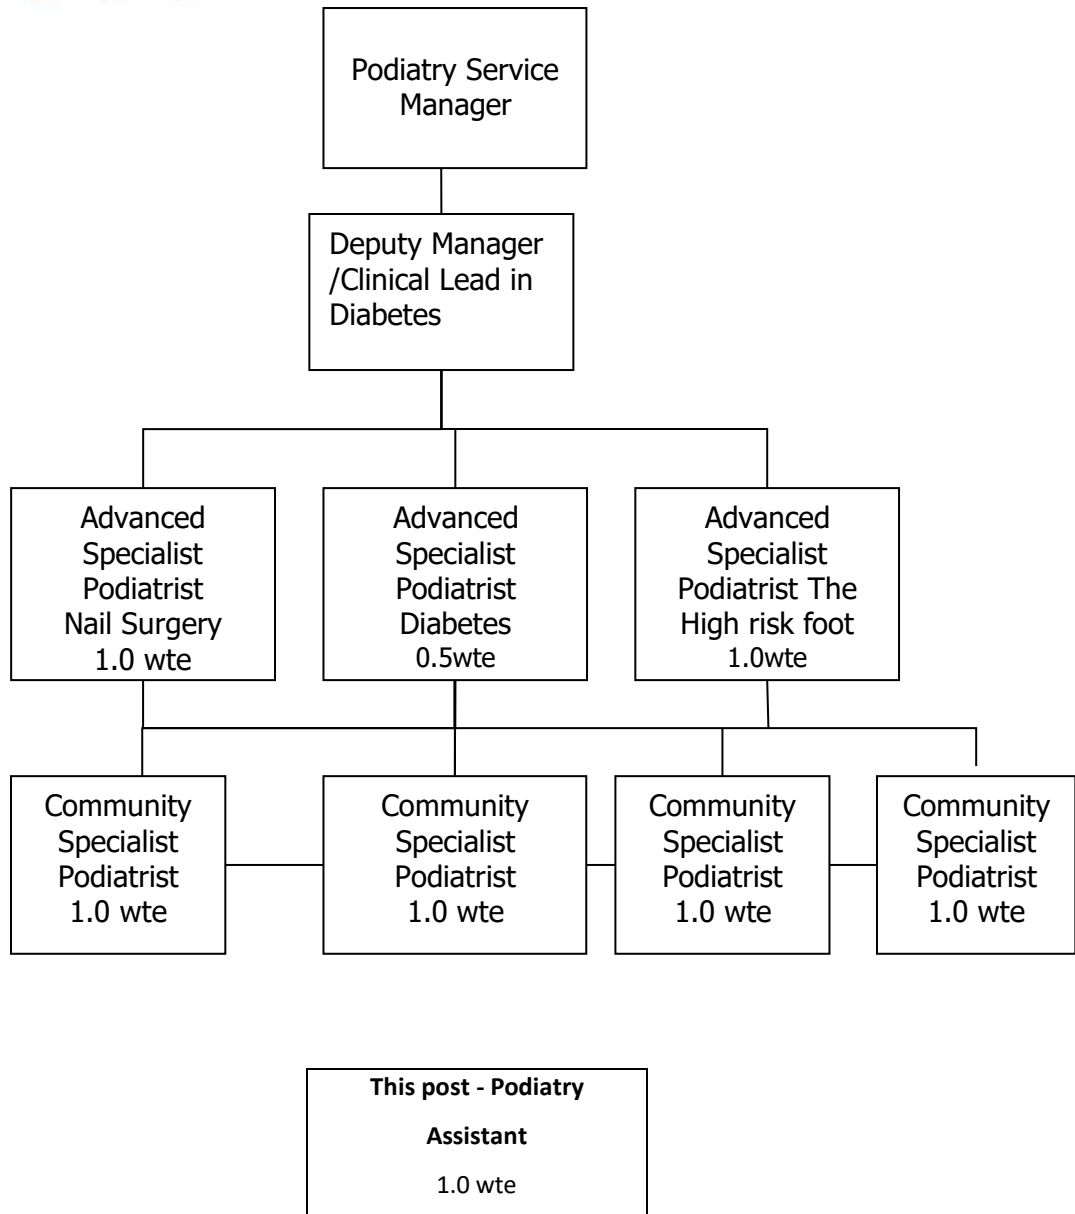 Podiatry Service
Manager
Deputy Manager
/Clinical Lead in
Diabetes
Advanced
Specialist
Podiatrist
Nail Surgery
1.0 wte
Advanced
Specialist
Podiatrist
Diabetes
0.5wte
Advanced
Specialist
Podiatrist The
High risk foot
1.0wte
Community
Specialist
Podiatrist
1.0 wte
Community
Specialist
Podiatrist
1.0 wte
Community
Specialist
Podiatrist
1.0 wte
Community
Specialist
Podiatrist
1.0 wte
This post - Podiatry
Assistant
1.0 wte